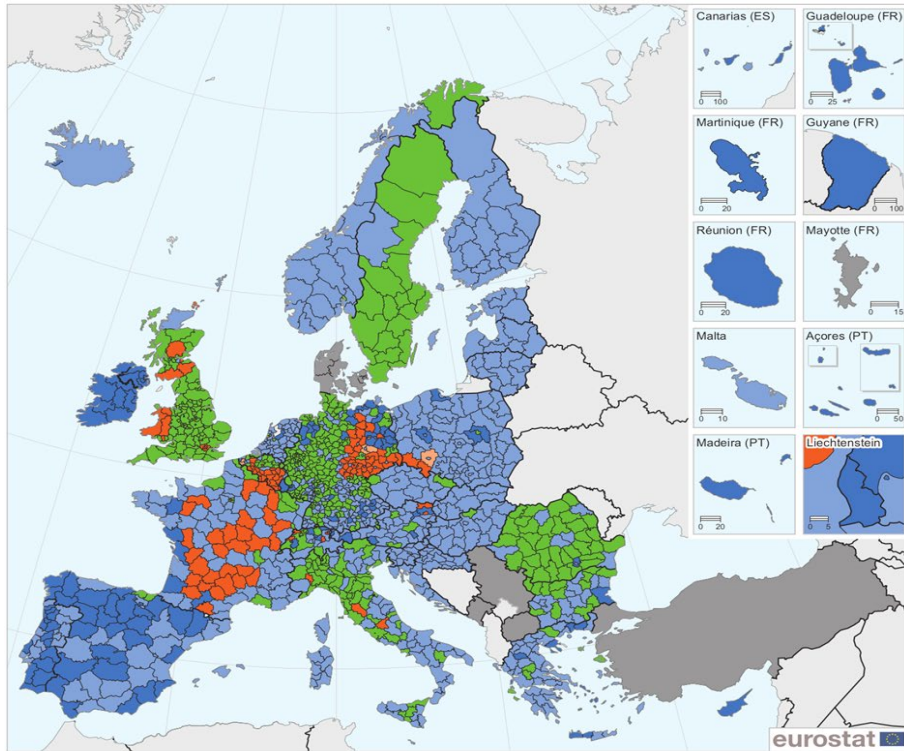 Canarias (ES)
0 100
Guadeloupe (FR)
0 25
Martinique (FR)
0 20
Guyane (FR)
0 100
Réunion (FR)
0 20
Mayotte (FR)
0 15
Malta
0 10
Açores (PT)
0 50
Madeira (PT)
0 20
Liechtenstein
0 5
eurostat